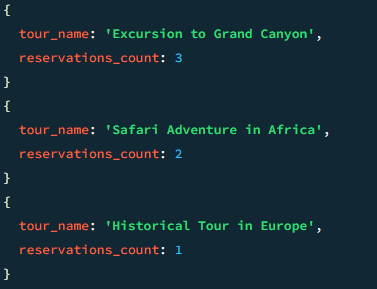 {
  tour_name: 'Excursion to Grand Canyon',
  reservations_count: 3
}
{
  tour_name: 'Safari Adventure in Africa',
  reservations_count: 2
}
{
  tour_name: 'Historical Tour in Europe',
  reservations_count: 1
}